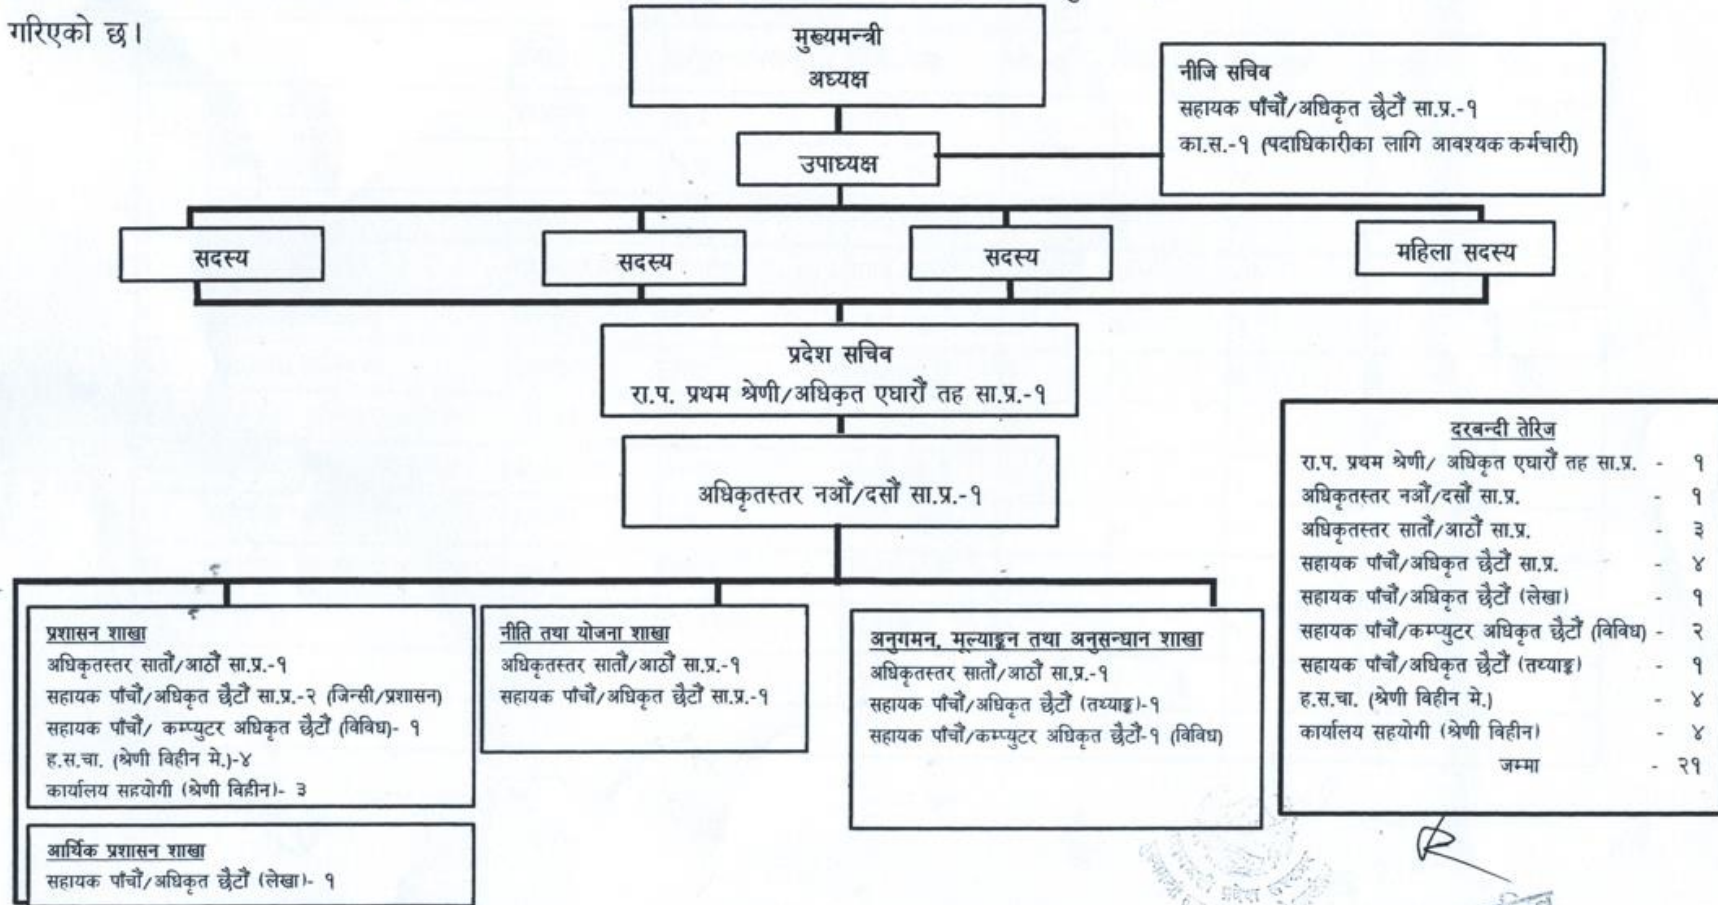 गरिएको छ।
मुख्यमन्त्री
अध्यक्ष
नीजि सचिव
सहायक पाँचौं/अधिकृत छैटौं सा.प्र.-१
का.स.-१ (पदाधिकारीका लागि आवश्यक कर्मचारी)
उपाध्यक्ष
सदस्य
सदस्य
सदस्य
महिला सदस्य
प्रदेश सचिव
रा.प. प्रथम श्रेणी/अधिकृत एघारौं तह सा.प्र.-१
अधिकृतस्तर नऔं/दसौं सा.प्र.-१
दरबन्दी तेरिज
रा.प. प्रथम श्रेणी/ अधिकृत एघारौं तह सा.प्र. - १
अधिकृतस्तर नऔं/दसौं सा.प्र. - १
अधिकृतस्तर सातौं/आठौं सा.प्र. - ३
सहायक पाँचौं/अधिकृत छैटौं सा.प्र. - ४
सहायक पाँचौं/अधिकृत छैटौं (लेखा) - १
सहायक पाँचौं/कम्प्युटर अधिकृत छैटौं (विविध) - २
सहायक पाँचौं/अधिकृत छैटौं (तथ्याङ्क) - १
ह.स.चा. (श्रेणी विहीन मे.) - ४
कार्यालय सहयोगी (श्रेणी विहीन) - ४
जम्मा - २१
प्रशासन शाखा
अधिकृतस्तर सातौं/आठौं सा.प्र.-१
सहायक पाँचौं/अधिकृत छैटौं सा.प्र.-२ (जिन्सी/प्रशासन)
सहायक पाँचौं/ कम्प्युटर अधिकृत छैटौं (विविध)- १
ह.स.चा. (श्रेणी विहीन मे.)-४
कार्यालय सहयोगी (श्रेणी विहीन)- ३
नीति तथा योजना शाखा
अधिकृतस्तर सातौं/आठौं सा.प्र.-१
सहायक पाँचौं/अधिकृत छैटौं सा.प्र.-१
अनुगमन, मूल्याङ्कन तथा अनुसन्धान शाखा
अधिकृतस्तर सातौं/आठौं सा.प्र.-१
सहायक पाँचौं/अधिकृत छैटौं (तथ्याङ्क)-१
सहायक पाँचौं/कम्प्युटर अधिकृत छैटौं-१ (विविध)
आर्थिक प्रशासन शाखा
सहायक पाँचौं/अधिकृत छैटौं (लेखा)- १